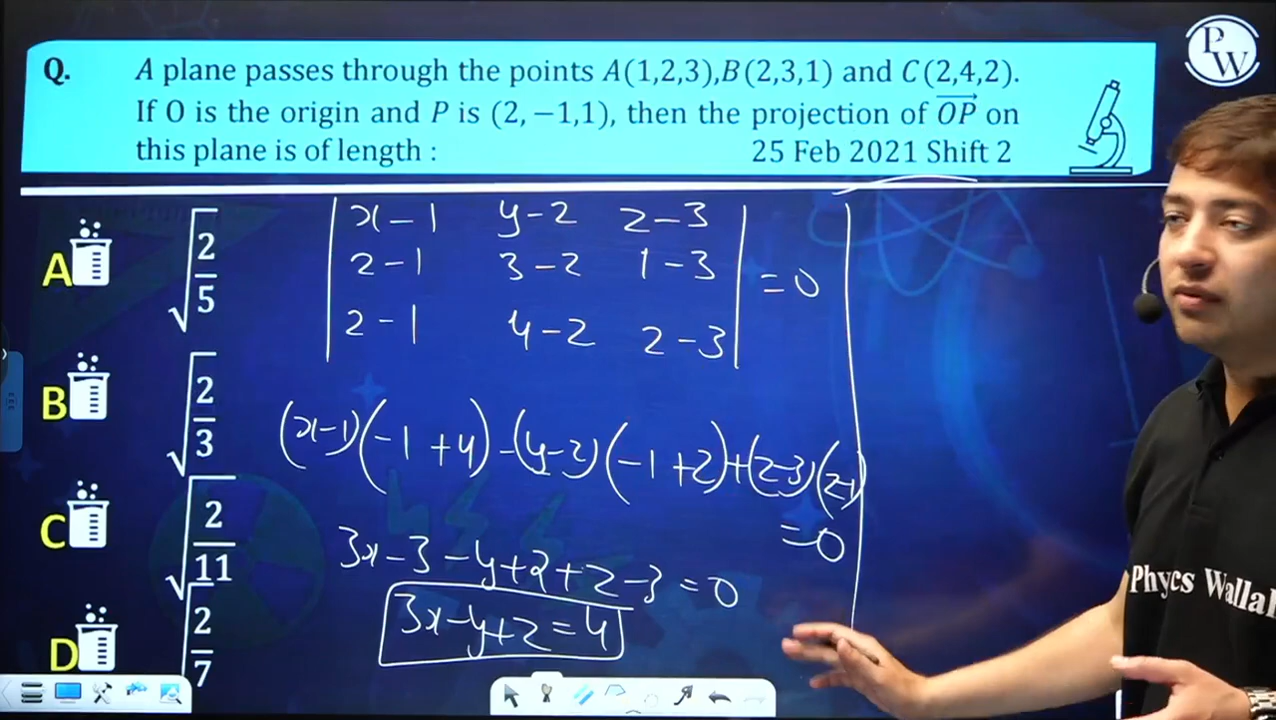 PW
Q. A plane passes through the points A(1,2,3),B(2,3,1) and C(2,4,2).
If O is the origin and P is (2,−1,1), then the projection of \overrightarrow{OP} on
this plane is of length : 25 Feb 2021 Shift 2
A √(2/5)
B √(2/3)
C √(2/11)
D √(2/7)
| x−1 y−2 z−3 |
| 2−1 3−2 1−3 | =0
| 2−1 4−2 2−3 |
(x−1)(−1+4)−(y−2)(−1+2)+(z−3)(2−1)
=0
3x−3−y+2+z−3=0
3x−y+z=4
Physics Wallah